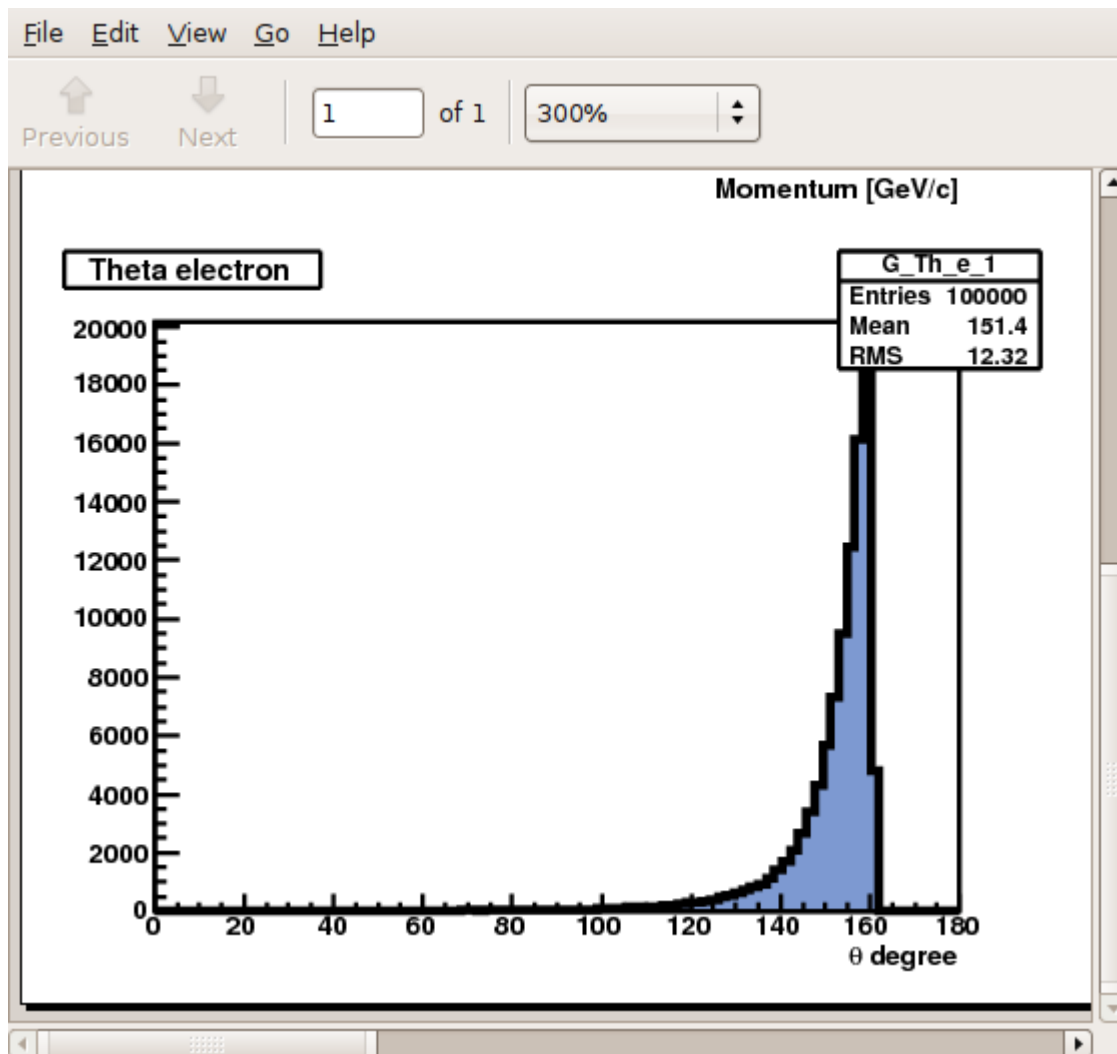 File Edit View Go Help
Previous Next 1 of 1 300%
Momentum [GeV/c]
Theta electron
G_Th_e_1
Entries 100000
Mean 151.4
RMS 12.32
20000
18000
16000
14000
12000
10000
8000
6000
4000
2000
0
0 20 40 60 80 100 120 140 160 180
θ degree